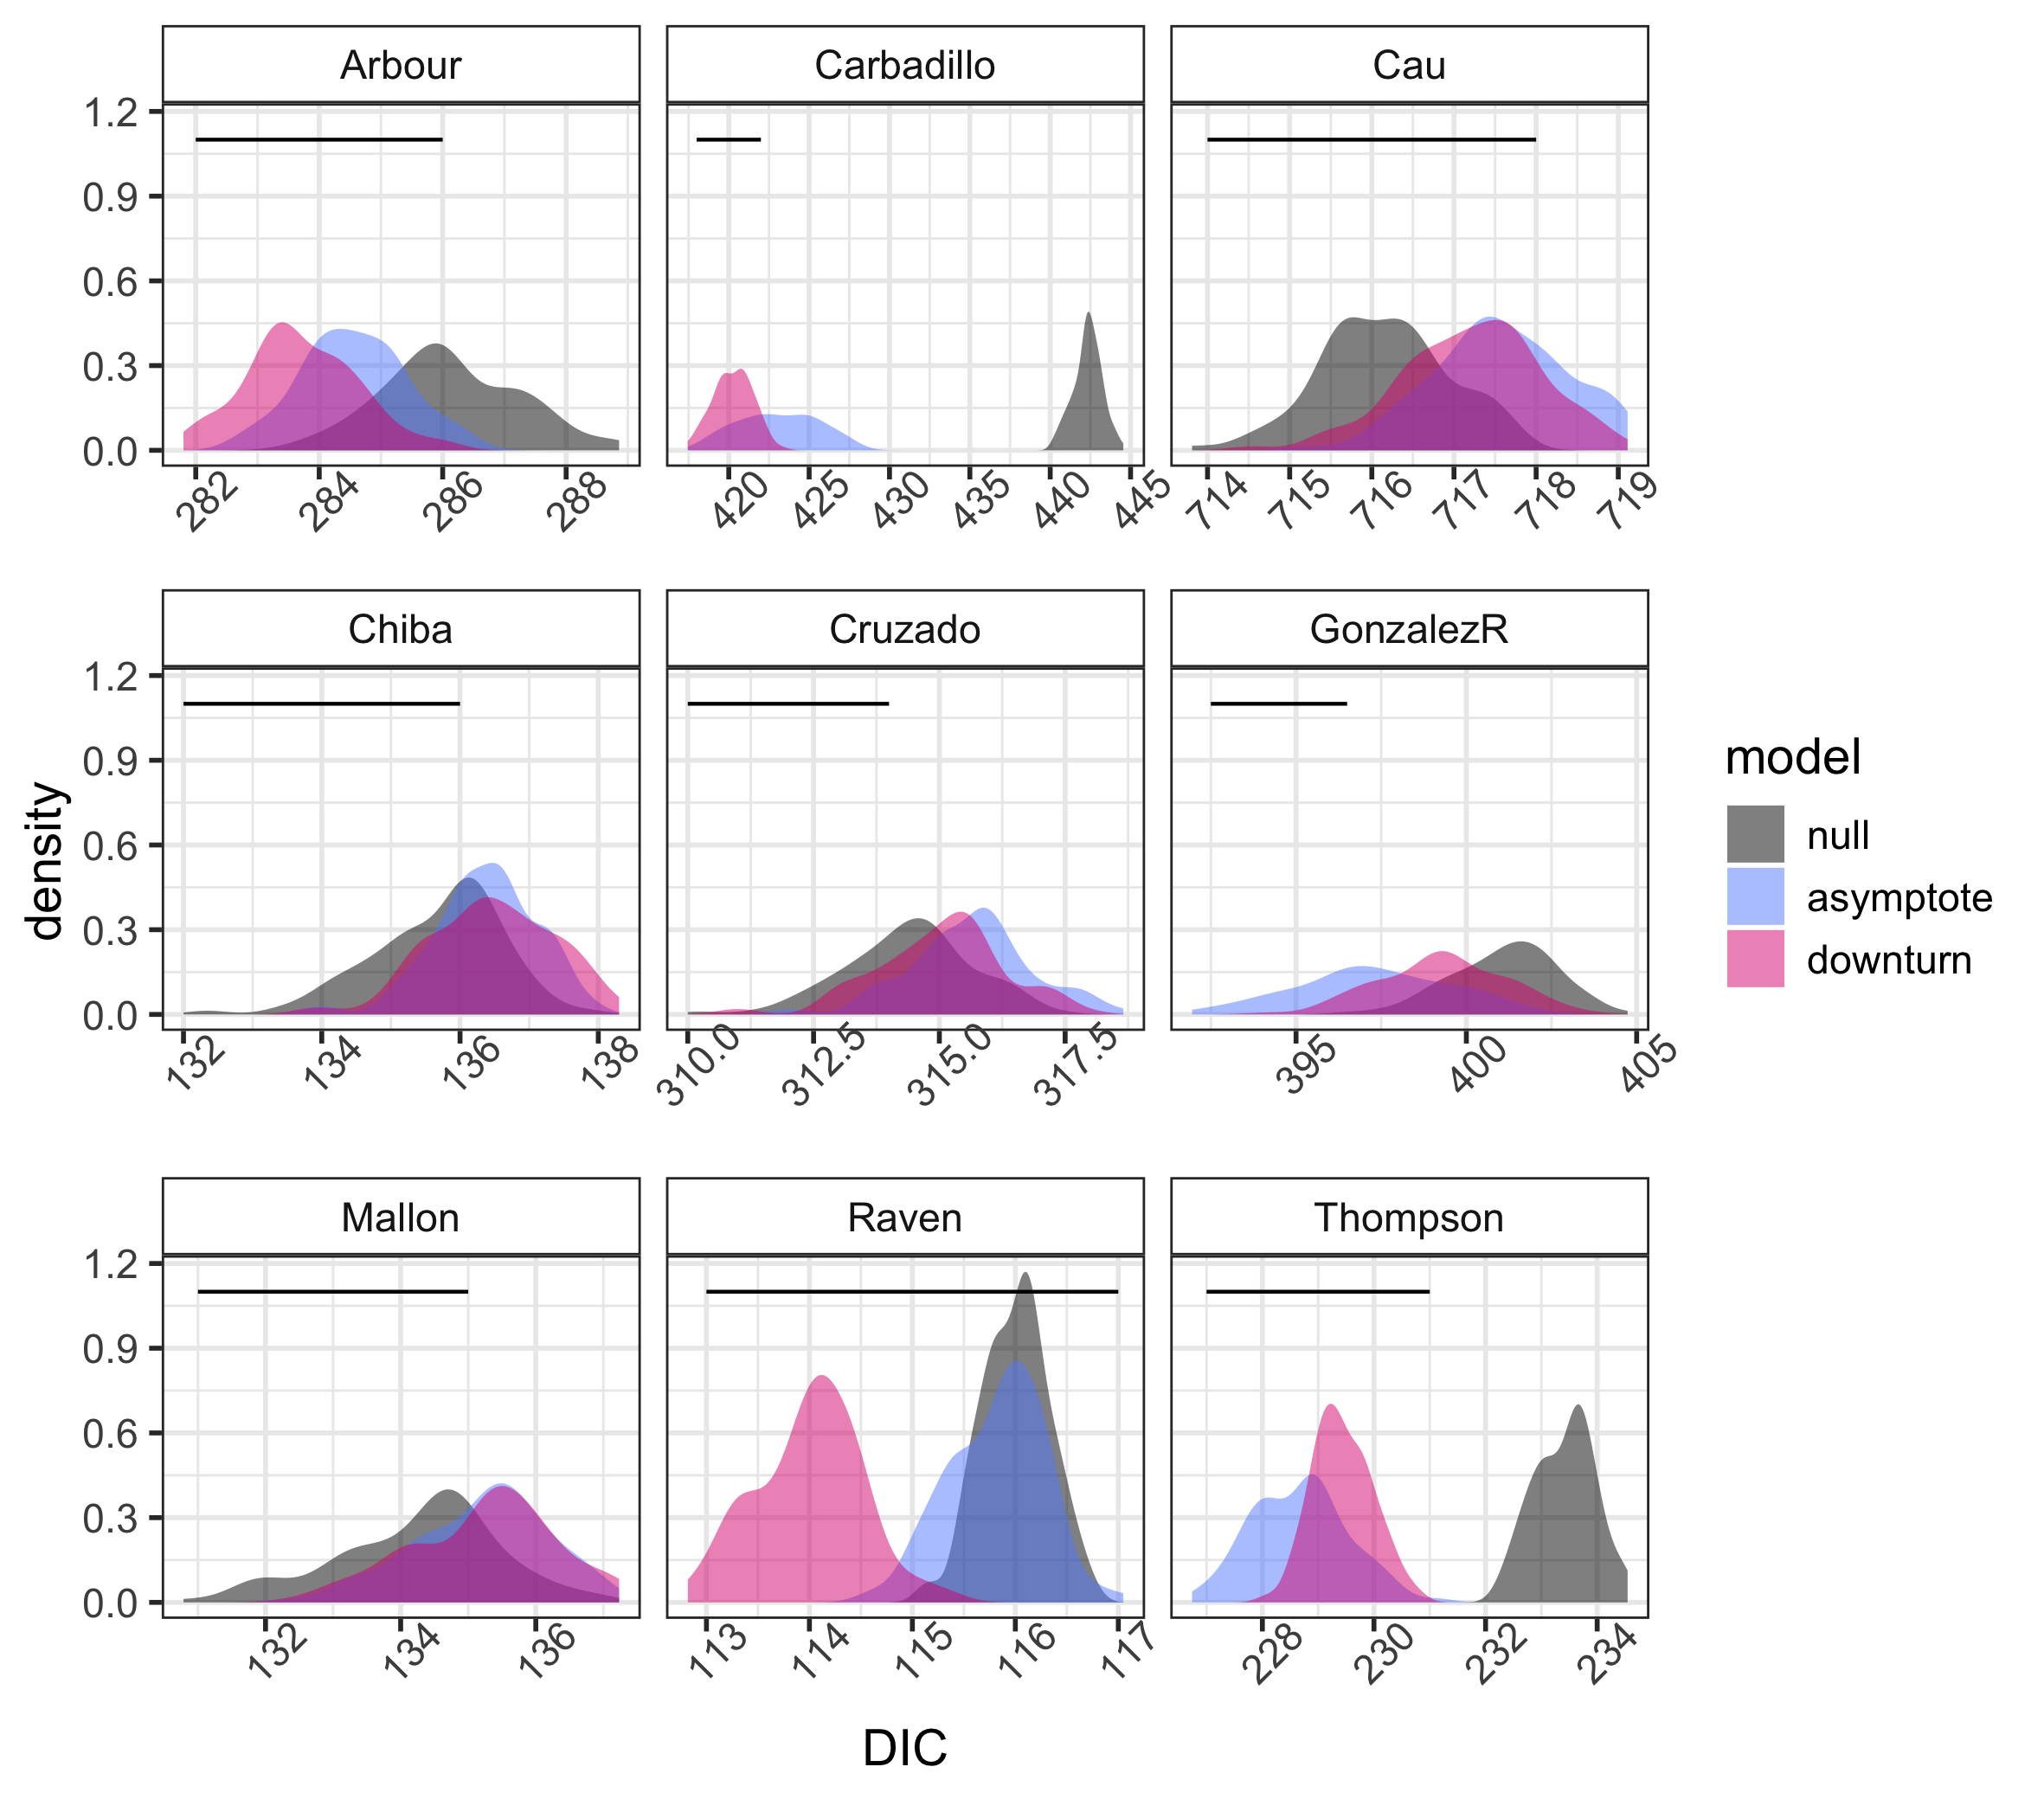 Arbour Carbadillo Cau
1.2
0.9
0.6
0.3
0.0
282 284 286 288 420 425 430 435 440 445 714 715 716 717 718 719
Chiba Cruzado GonzalezR
1.2
0.9
0.6
0.3
0.0
132 134 136 138 310.0 312.5 315.0 317.5 395 400 405
Mallon Raven Thompson
1.2
0.9
0.6
0.3
0.0
132 134 136 113 114 115 116 117 228 230 232 234
density
DIC
model
null
asymptote
downturn